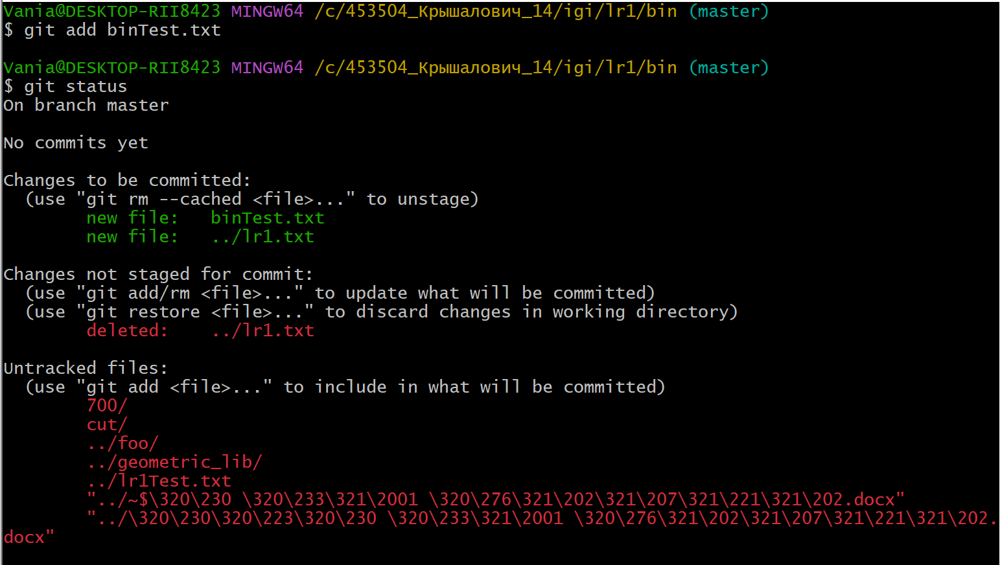 Vania@DESKTOP-RII8423 MINGW64 /c/453504_Крышалович_14/igi/lr1/bin (master)
$ git add binTest.txt
Vania@DESKTOP-RII8423 MINGW64 /c/453504_Крышалович_14/igi/lr1/bin (master)
$ git status
On branch master
No commits yet
Changes to be committed:
  (use "git rm --cached <file>..." to unstage)
        new file:   binTest.txt
        new file:   ../lr1.txt
Changes not staged for commit:
  (use "git add/rm <file>..." to update what will be committed)
  (use "git restore <file>..." to discard changes in working directory)
        deleted:    ../lr1.txt
Untracked files:
  (use "git add <file>..." to include in what will be committed)
        700/
        cut/
        ../foo/
        ../geometric_lib/
        ../lr1Test.txt
        "../~$\320\230 \320\233\321\2001 \320\276\321\202\321\207\321\221\321\202.docx"
        "../\320\230\320\223\320\230 \320\233\321\2001 \320\276\321\202\321\207\321\221\321\202.
docx"